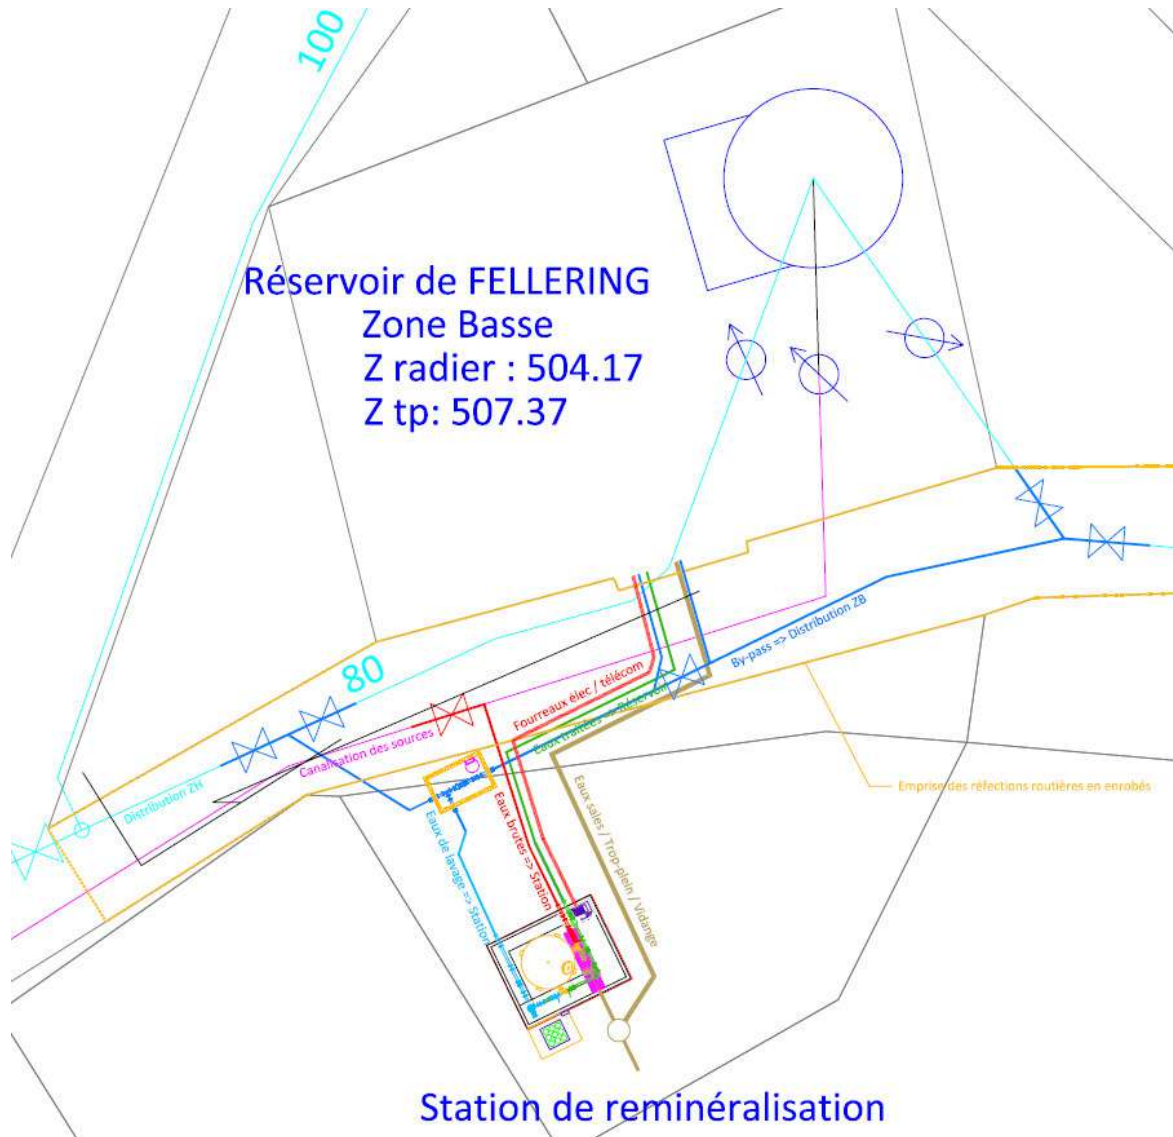 100
Réservoir de FELLERING
Zone Basse
Z radier : 504.17
Z tp: 507.37
80
By-pass => Distribution ZB
Fourreaux élec / télécom
Eaux traitées => Réservoir
Canalisation des sources
Distribution ZH
Emprise des réfections routières en enrobés
Eaux de lavage => Station
Eaux brutes => Station
Eaux sales / Trop-plein / Vidange
Station de reminéralisation